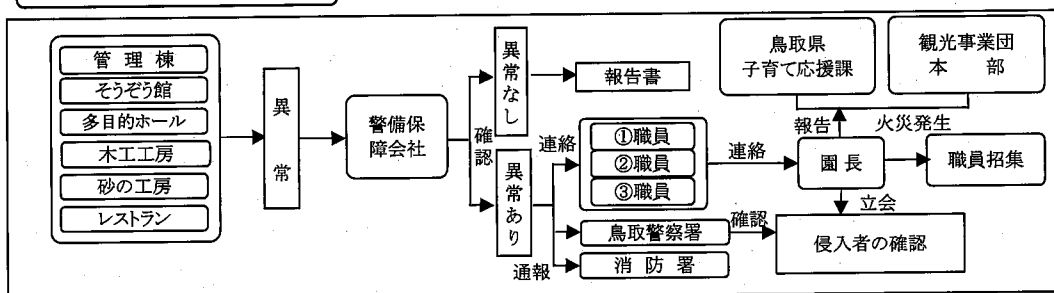 管理棟
そうぞう館
多目的ホール
木工工房
砂の工房
レストラン
異常
警備保
障会社
確認
異常なし
報告書
異常あり
連絡
①職員
②職員
③職員
通報
鳥取警察署
消防署
連絡
園長
報告
火災発生
鳥取県
子育て応援課
観光事業団
本部
職員招集
立会
確認
侵入者の確認